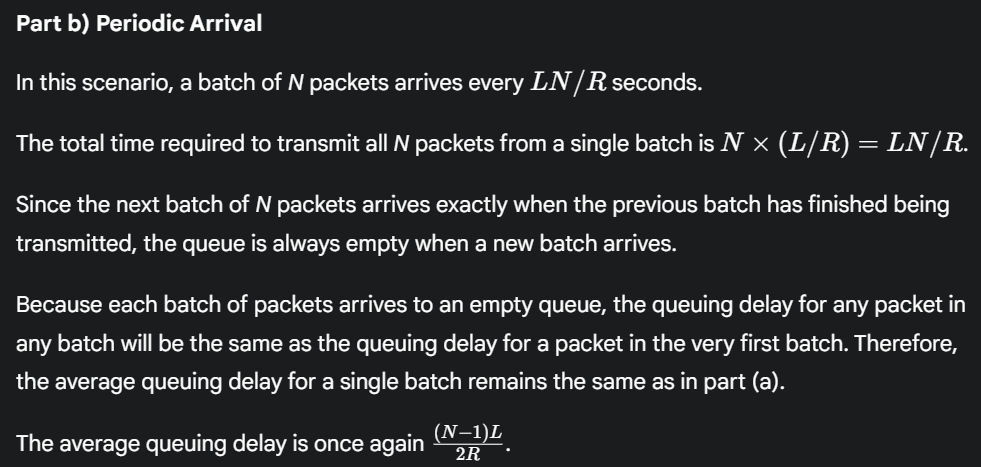 Part b) Periodic Arrival
In this scenario, a batch of N packets arrives every LN/R seconds.
The total time required to transmit all N packets from a single batch is N × (L/R) = LN/R.
Since the next batch of N packets arrives exactly when the previous batch has finished being
transmitted, the queue is always empty when a new batch arrives.
Because each batch of packets arrives to an empty queue, the queuing delay for any packet in
any batch will be the same as the queuing delay for a packet in the very first batch. Therefore,
the average queuing delay for a single batch remains the same as in part (a).
The average queuing delay is once again (N−1)L/2R.